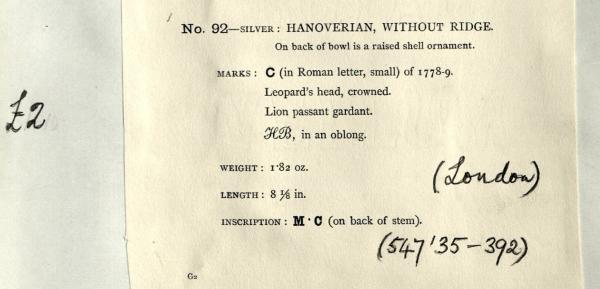 No. 92—SILVER: HANOVERIAN, WITHOUT RIDGE.
On back of bowl is a raised shell ornament.
MARKS: C (in Roman letter, small) of 1778-9.
Leopard's head, crowned.
Lion passant gardant.
HB, in an oblong.
£2
WEIGHT: 1·82 oz.
(London)
LENGTH: 8 ⅛ in.
INSCRIPTION: M·C (on back of stem).
(547'35-392)
G2